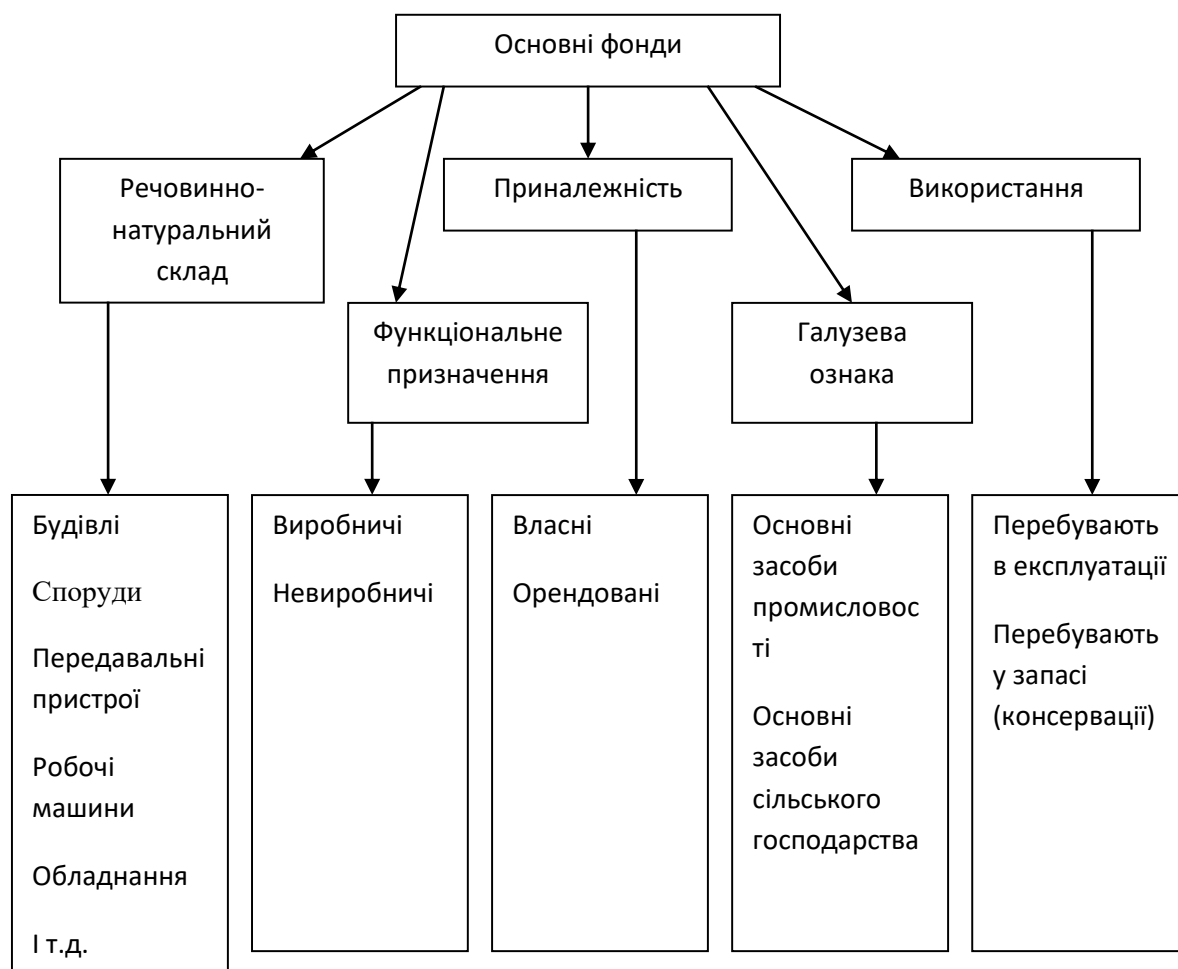 Основні фонди
Речовинно-
натуральний
склад
Приналежність
Використання
Функціональне
призначення
Галузева
ознака
Будівлі
Споруди
Передавальні
пристрої
Робочі
машини
Обладнання
І т.д.
Виробничі
Невиробничі
Власні
Орендовані
Основні
засоби
промисловос
ті
Основні
засоби
сільського
господарства
Перебувають
в експлуатації
Перебувають
у запасі
(консервації)